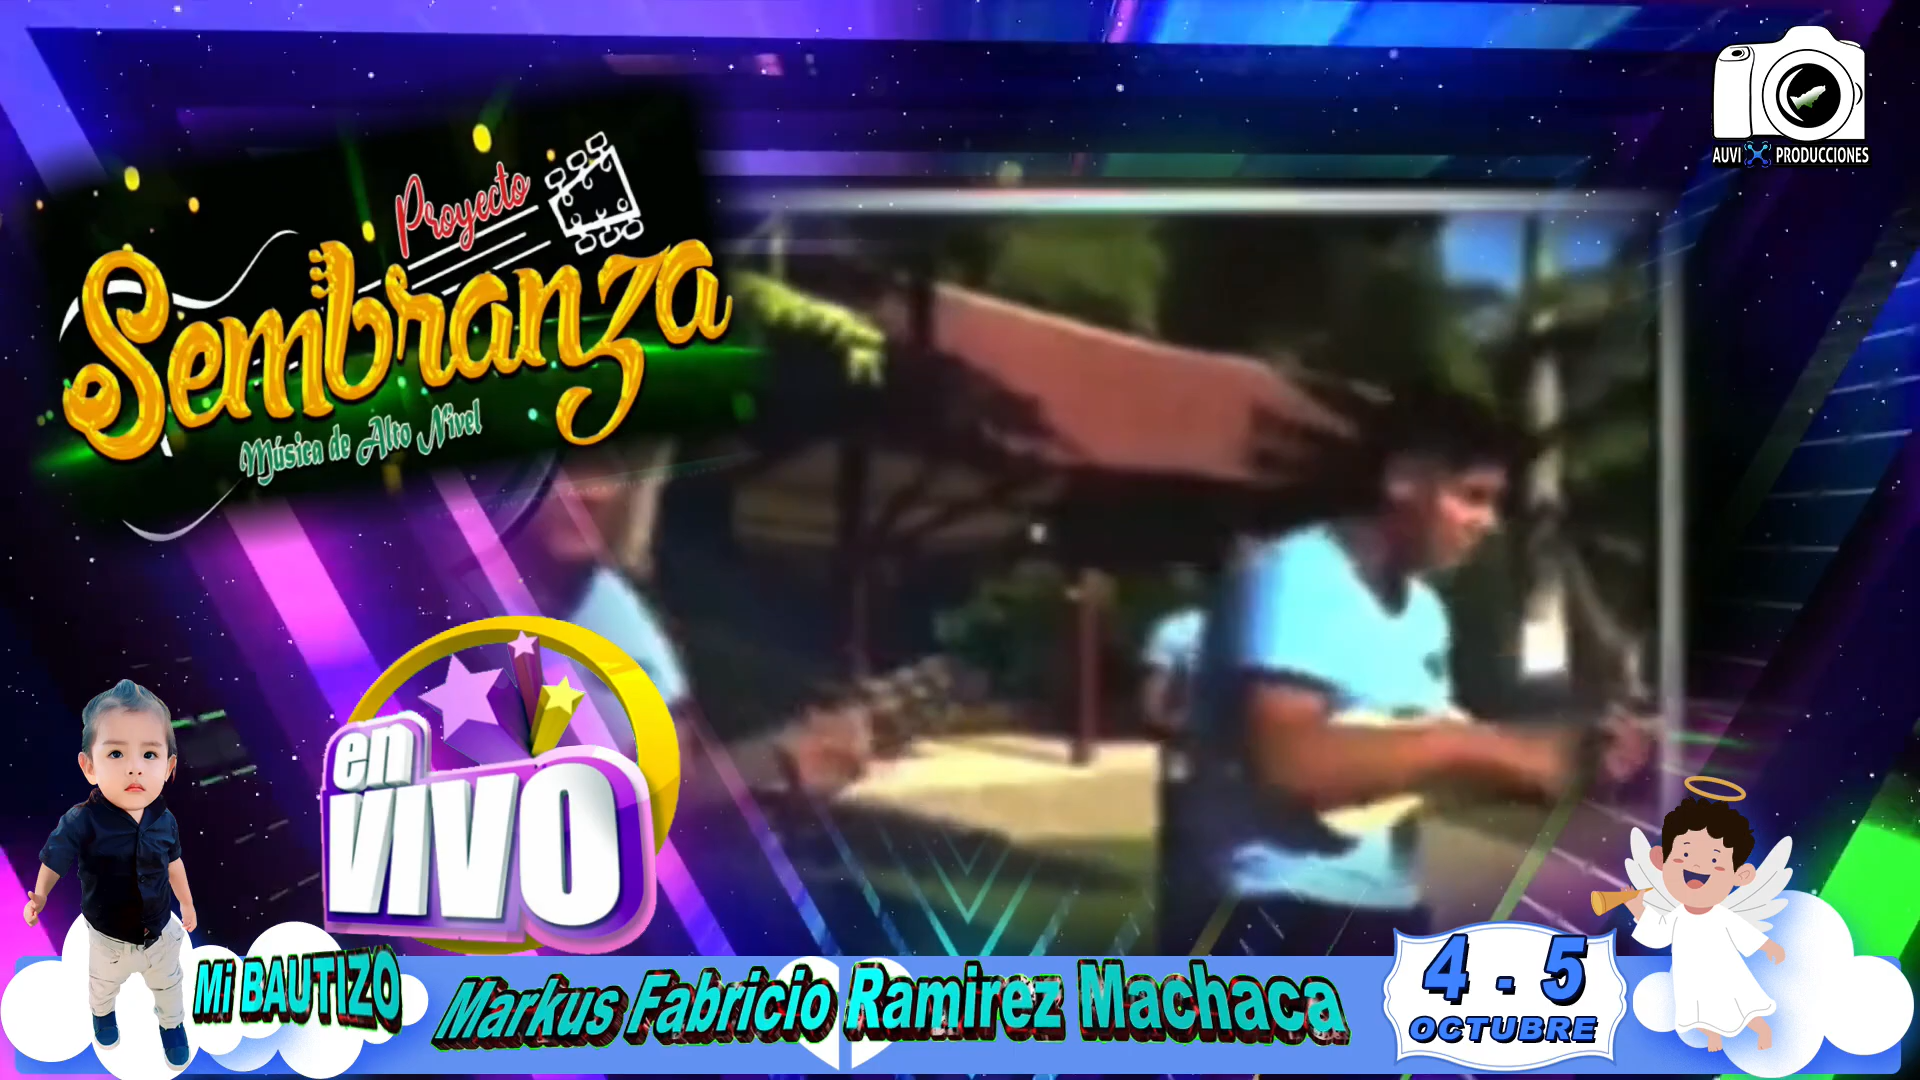 AUVI PRODUCCIONES
Proyecto
Sembranza
Música de Alto Nivel
en
VIVO
Mi BAUTIZO
Markus Fabricio Ramirez Machaca
4 - 5
OCTUBRE